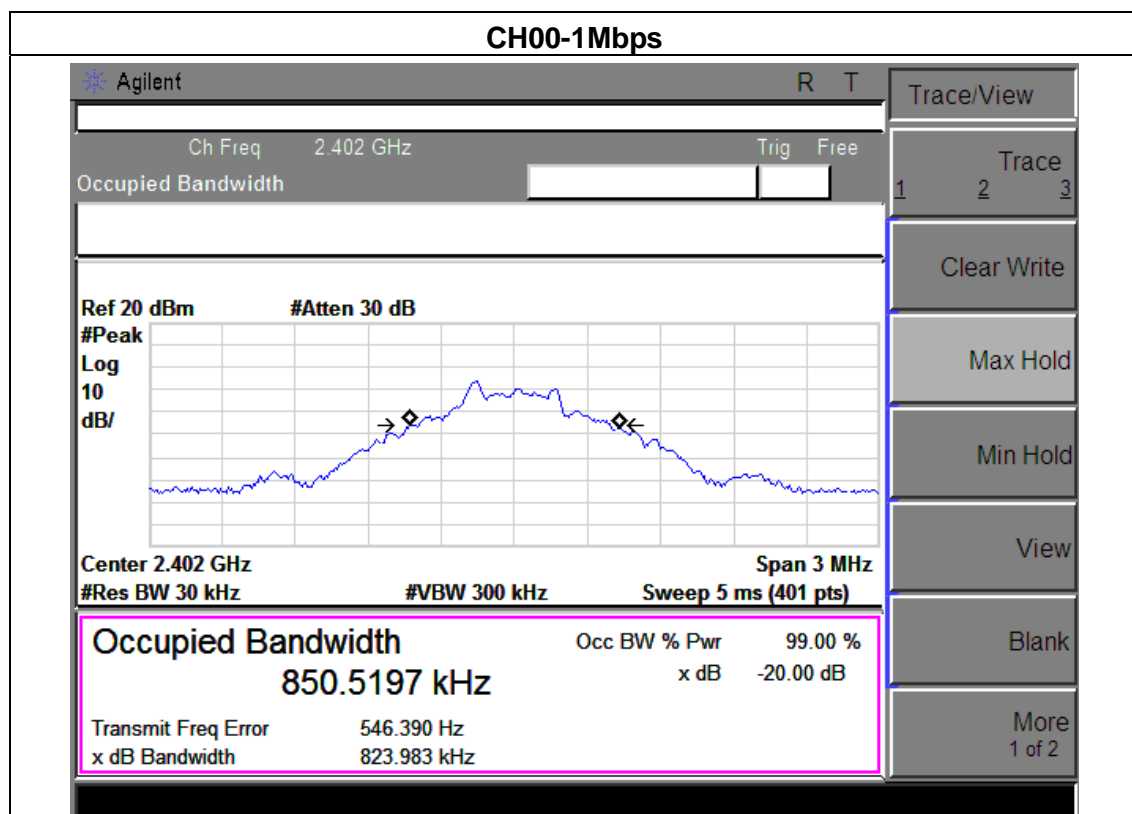 CH00-1Mbps
Agilent R T
Trace/View
Ch Freq 2.402 GHz Trig Free
Occupied Bandwidth
Trace
1 2 3
Clear Write
Ref 20 dBm #Atten 30 dB
#Peak
Log
10
dB/
Max Hold
Min Hold
View
Center 2.402 GHz Span 3 MHz
#Res BW 30 kHz #VBW 300 kHz Sweep 5 ms (401 pts)
Occupied Bandwidth Occ BW % Pwr 99.00 %
850.5197 kHz x dB -20.00 dB
Blank
Transmit Freq Error 546.390 Hz
x dB Bandwidth 823.983 kHz
More
1 of 2